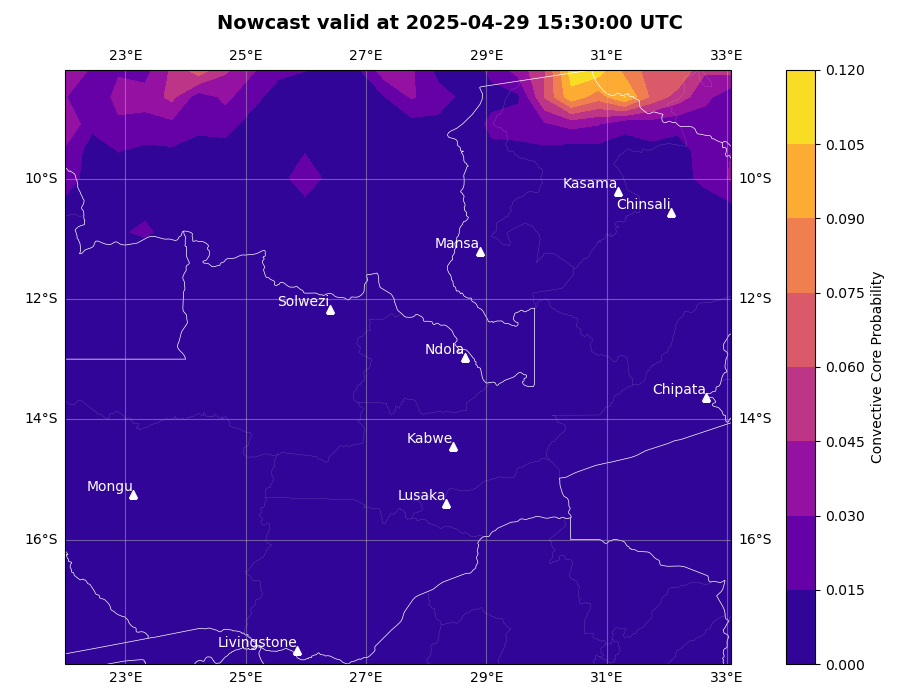 Nowcast valid at 2025-04-29 15:30:00 UTC
23°E 25°E 27°E 29°E 31°E 33°E
0.120
0.105
10°S 10°S
Kasama
Chinsali
0.090
Mansa
12°S 12°S
0.075
Solwezi
Ndola
0.060
Chipata
14°S 14°S
0.045
Kabwe
Mongu
Lusaka
0.030
16°S 16°S
0.015
Livingstone
0.000
23°E 25°E 27°E 29°E 31°E 33°E
Convective Core Probability